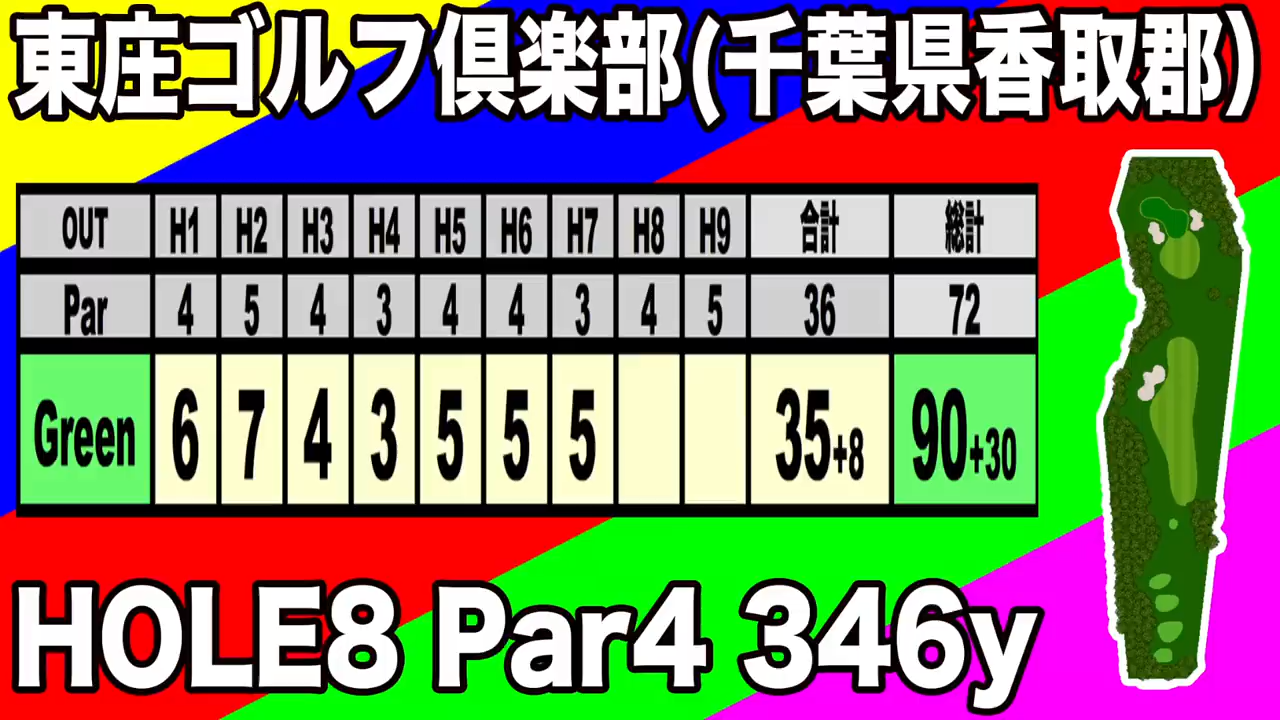 東庄ゴルフ倶楽部(千葉県香取郡)
OUT H1 H2 H3 H4 H5 H6 H7 H8 H9 合計 総計
Par 4 5 4 3 4 4 3 4 5 36 72
Green 6 7 4 3 5 5 5 35+8 90+30
HOLE8 Par4 346y